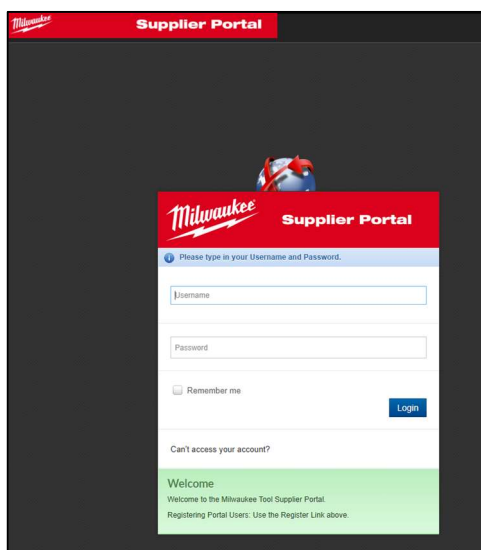 Milwaukee Supplier Portal
Milwaukee Supplier Portal
Please type in your Username and Password.
Username
Password
Remember me
Login
Can't access your account?
Welcome
Welcome to the Milwaukee Tool Supplier Portal.
Registering Portal Users: Use the Register Link above.